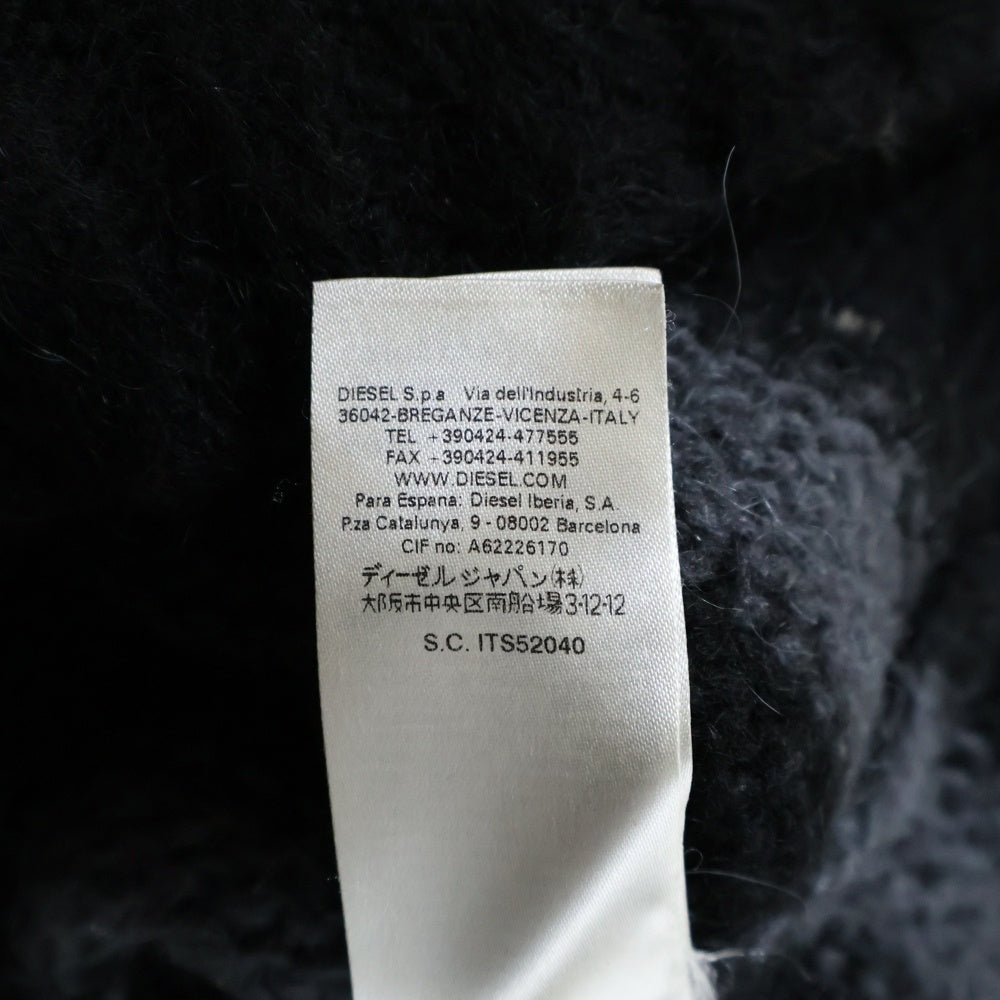 DIESEL S.p.a Via dell'Industria, 4-6
36042-BREGANZE-VICENZA-ITALY
TEL +390424-477555
FAX +390424-411955
WWW.DIESEL.COM
Para Espana: Diesel Iberia, S.A.
P.za Catalunya, 9 - 08002 Barcelona
CIF no: A62226170
ディーゼルジャパン(株)
大阪市中央区南船場3-12-12
S.C. ITS52040